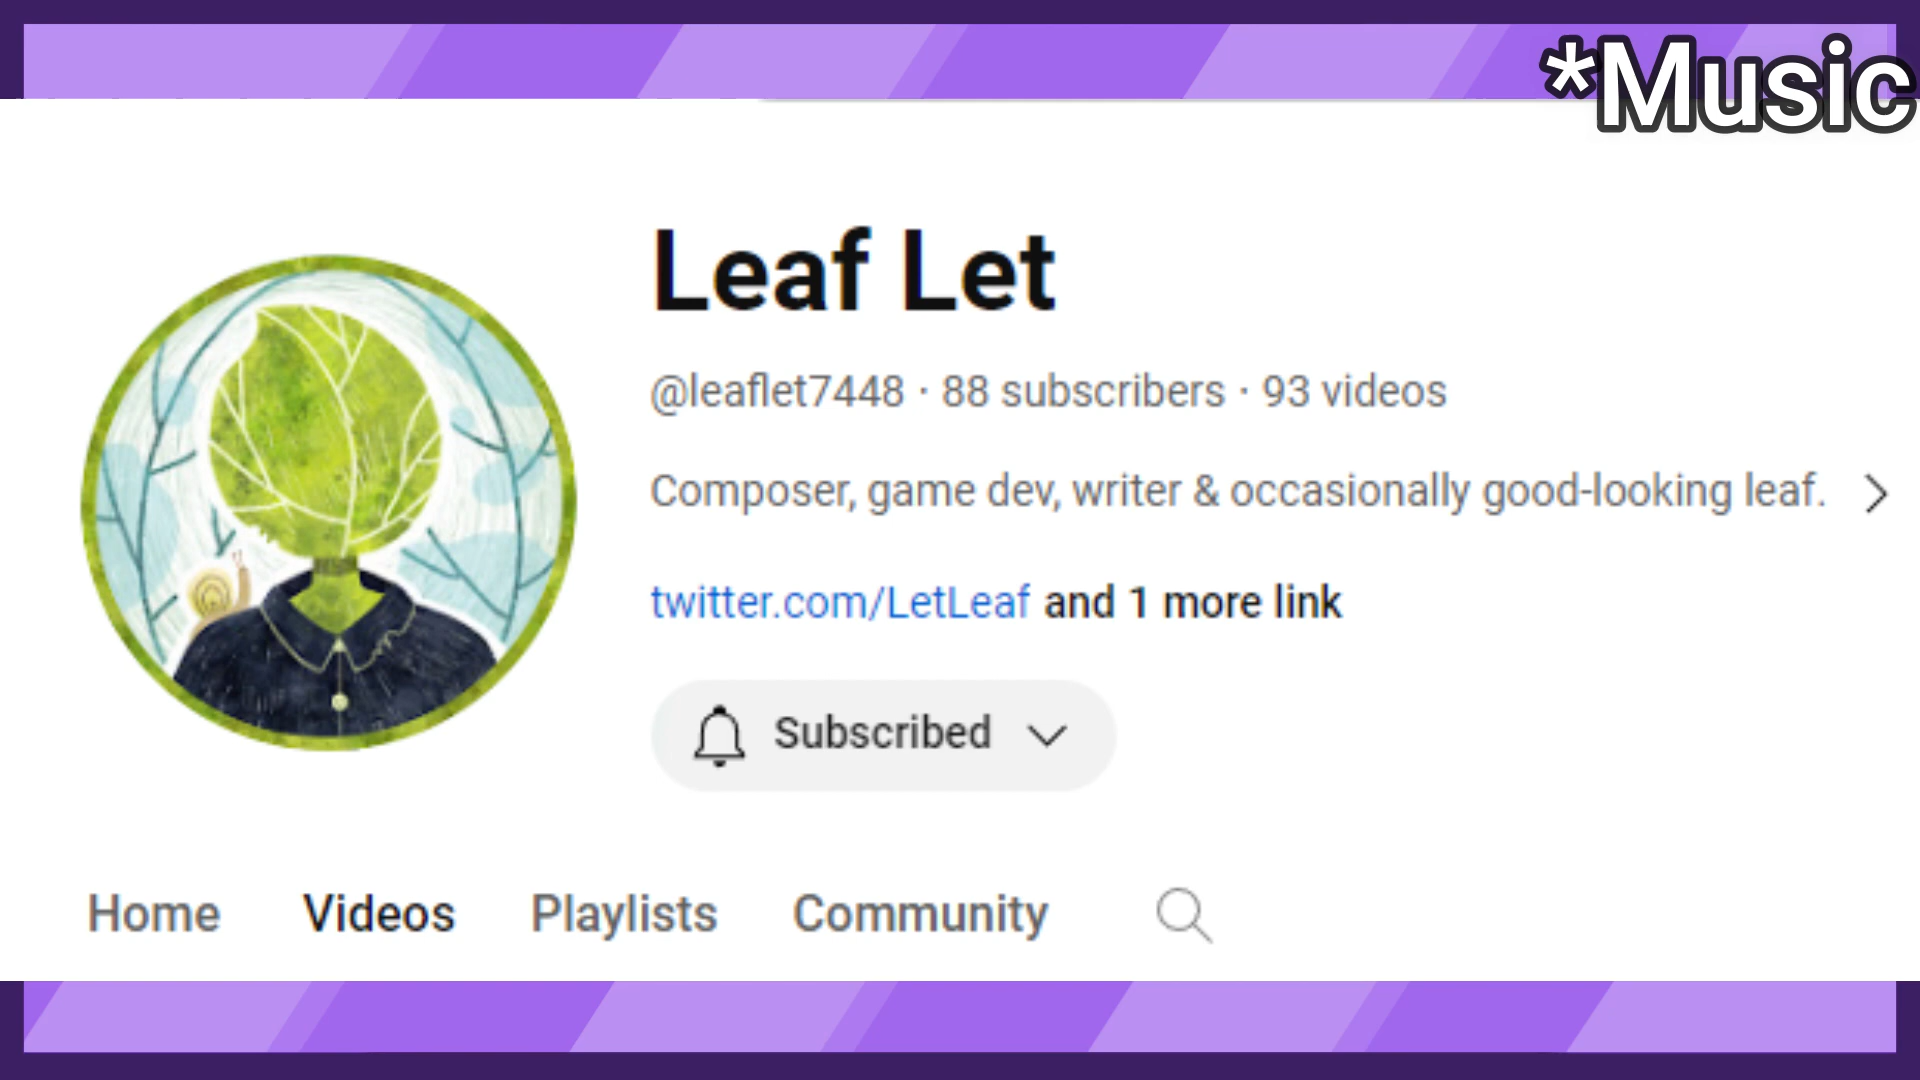 *Music
Leaf Let
@leaflet7448 · 88 subscribers · 93 videos
Composer, game dev, writer & occasionally good-looking leaf.
twitter.com/LetLeaf and 1 more link
Subscribed
Home Videos Playlists Community